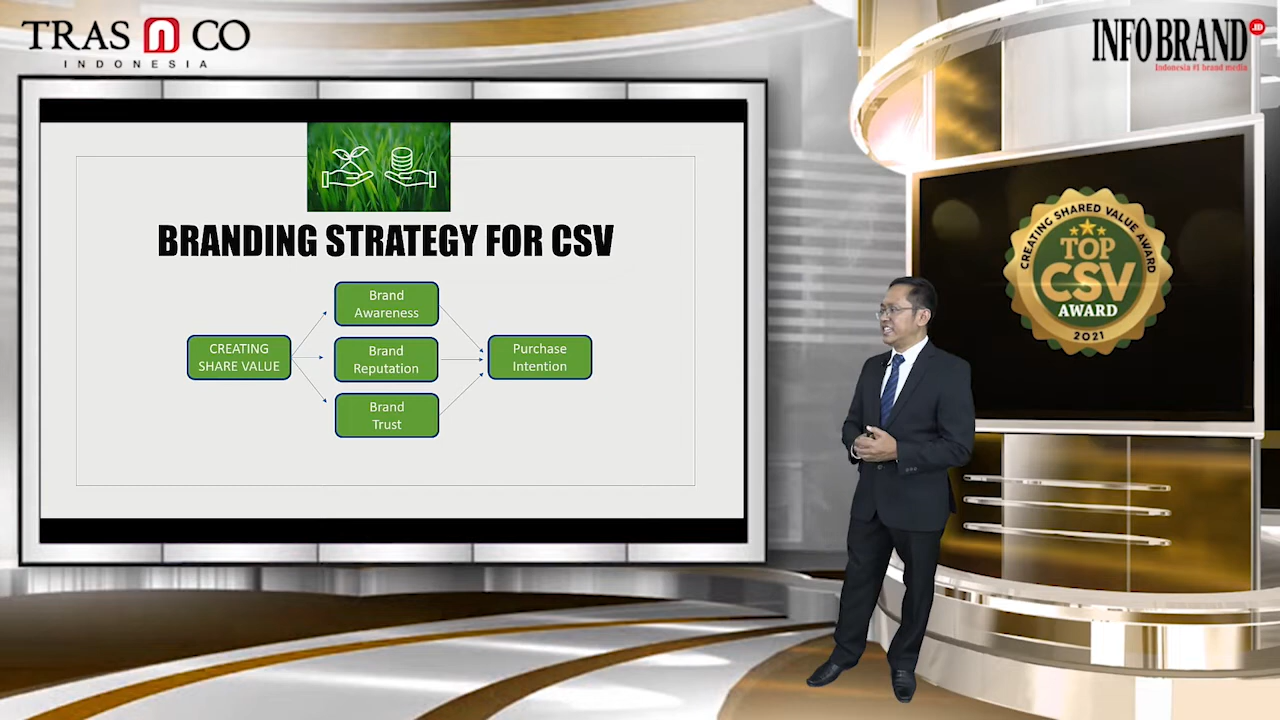 TRAS N CO
INDONESIA
INFOBRAND.ID
Indonesia #1 brand media
BRANDING STRATEGY FOR CSV
CREATING
SHARE VALUE
Brand
Awareness
Brand
Reputation
Brand
Trust
Purchase
Intention
CREATING SHARED VALUE AWARD
TOP
CSV
AWARD
2021